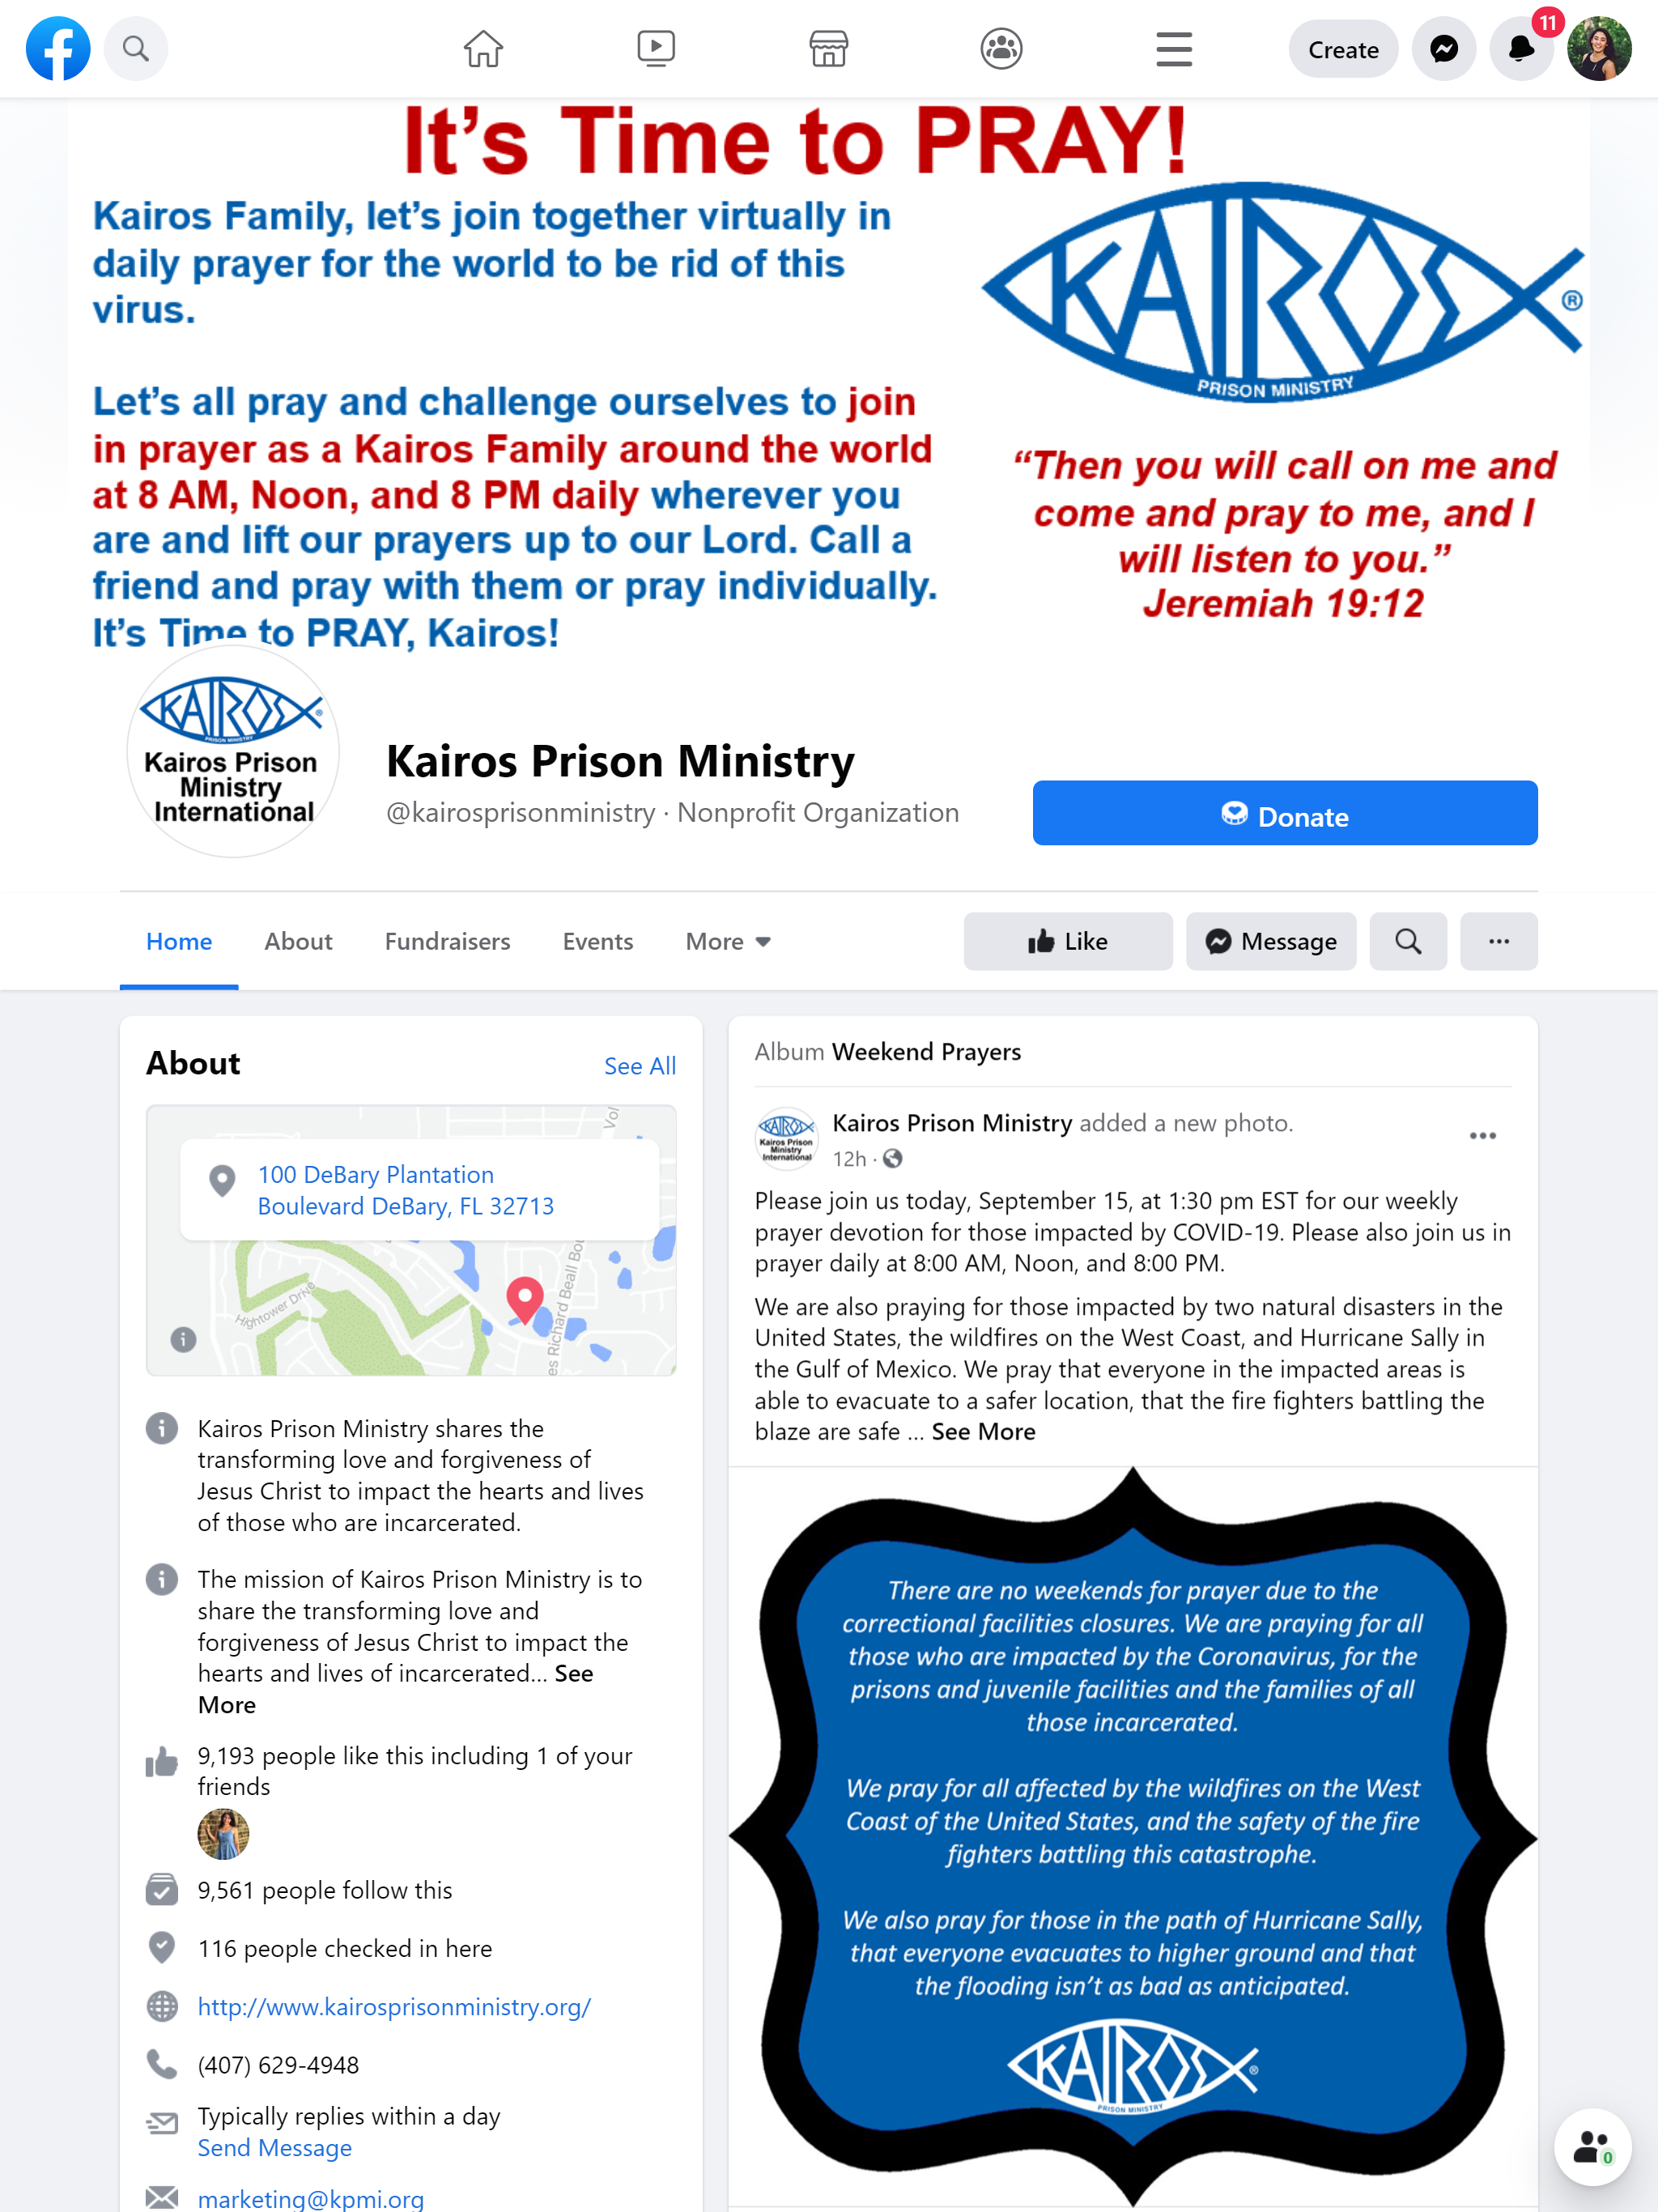 Create
11
It's Time to PRAY!
Kairos Family, let's join together virtually in
daily prayer for the world to be rid of this
virus.
Let's all pray and challenge ourselves to join
in prayer as a Kairos Family around the world
at 8 AM, Noon, and 8 PM daily wherever you
are and lift our prayers up to our Lord. Call a
friend and pray with them or pray individually.
It's Time to PRAY, Kairos!
KAIROS ®
PRISON MINISTRY
“Then you will call on me and
come and pray to me, and I
will listen to you.”
Jeremiah 19:12
KAIROS ®
PRISON MINISTRY
Kairos Prison
Ministry
International
Kairos Prison Ministry
@kairosprisonministry · Nonprofit Organization
Donate
Home About Fundraisers Events More
Like Message ...
About See All
100 DeBary Plantation
Boulevard DeBary, FL 32713
Vol
Hightower Drive
es Richard Beall Bou
Kairos Prison Ministry shares the
transforming love and forgiveness of
Jesus Christ to impact the hearts and lives
of those who are incarcerated.
The mission of Kairos Prison Ministry is to
share the transforming love and
forgiveness of Jesus Christ to impact the
hearts and lives of incarcerated... See
More
9,193 people like this including 1 of your
friends
9,561 people follow this
116 people checked in here
http://www.kairosprisonministry.org/
(407) 629-4948
Typically replies within a day
Send Message
marketing@kpmi.org
Album Weekend Prayers
KAIROS
Kairos Prison
Ministry
International
Kairos Prison Ministry added a new photo.
12h ·
Please join us today, September 15, at 1:30 pm EST for our weekly
prayer devotion for those impacted by COVID-19. Please also join us in
prayer daily at 8:00 AM, Noon, and 8:00 PM.
We are also praying for those impacted by two natural disasters in the
United States, the wildfires on the West Coast, and Hurricane Sally in
the Gulf of Mexico. We pray that everyone in the impacted areas is
able to evacuate to a safer location, that the fire fighters battling the
blaze are safe ... See More
There are no weekends for prayer due to the
correctional facilities closures. We are praying for all
those who are impacted by the Coronavirus, for the
prisons and juvenile facilities and the families of all
those incarcerated.
We pray for all affected by the wildfires on the West
Coast of the United States, and the safety of the fire
fighters battling this catastrophe.
We also pray for those in the path of Hurricane Sally,
that everyone evacuates to higher ground and that
the flooding isn't as bad as anticipated.
KAIROS ®
PRISON MINISTRY
0